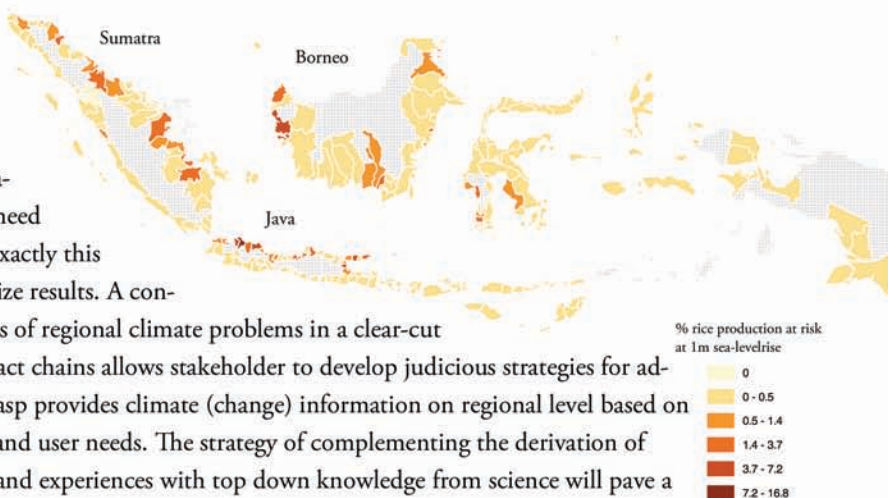 Sumatra
Borneo
Java
need
xactly this
ize results. A con-
s of regional climate problems in a clear-cut
act chains allows stakeholder to develop judicious strategies for ad-
asp provides climate (change) information on regional level based on
and user needs. The strategy of complementing the derivation of
and experiences with top down knowledge from science will pave a
% rice production at risk
at 1m sea-levelrise
0
0 - 0.5
0.5 - 1.4
1.4 - 3.7
3.7 - 7.2
7.2 - 16.8